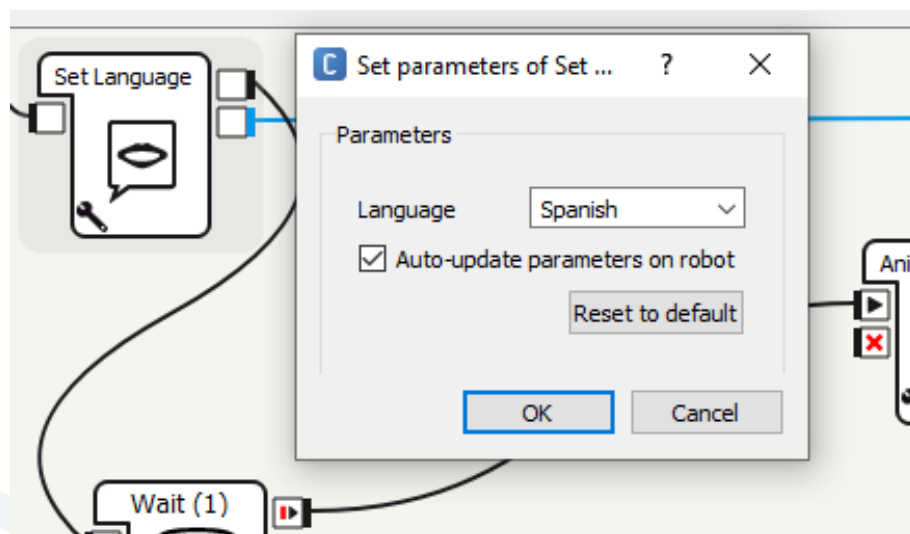 Set Language
C Set parameters of Set ... ? X
Parameters
Language Spanish
Auto-update parameters on robot
Reset to default
OK Cancel
Ani
Wait (1)